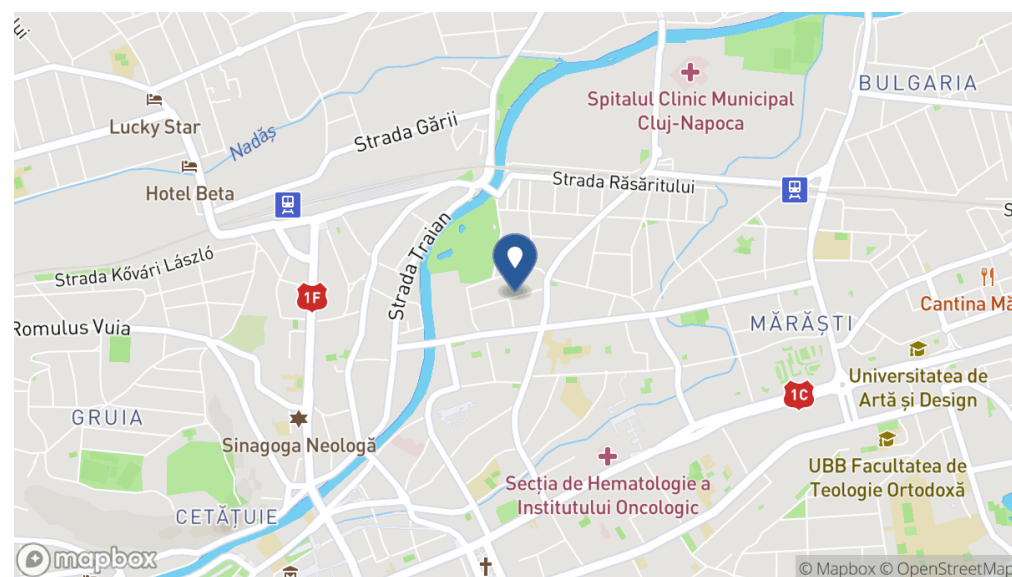 BULGARIA
Spitalul Clinic Municipal
Cluj-Napoca
Lucky Star
Strada Gării
Nadăș
Hotel Beta
Strada Răsăritului
Strada Traian
Strada Kővári László
1F
Romulus Vuia
Cantina MĂ
MĂRĂȘTI
Universitatea de
Artă și Design
1C
GRUIA
Sinagoga Neologă
UBB Facultatea de
Teologie Ortodoxă
Secția de Hematologie a
Institutului Oncologic
CETĂȚUIE
mapbox
© Mapbox © OpenStreetMap